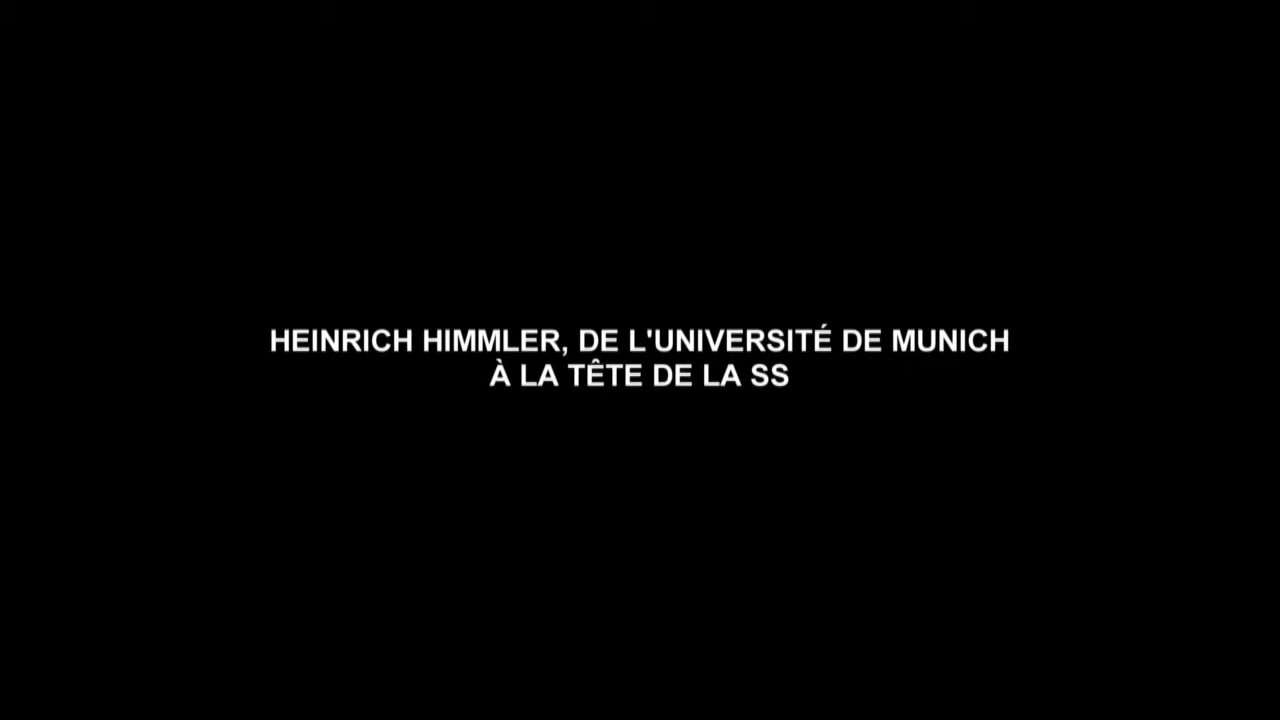 HEINRICH HIMMLER, DE L'UNIVERSITÉ DE MUNICH
À LA TÊTE DE LA SS